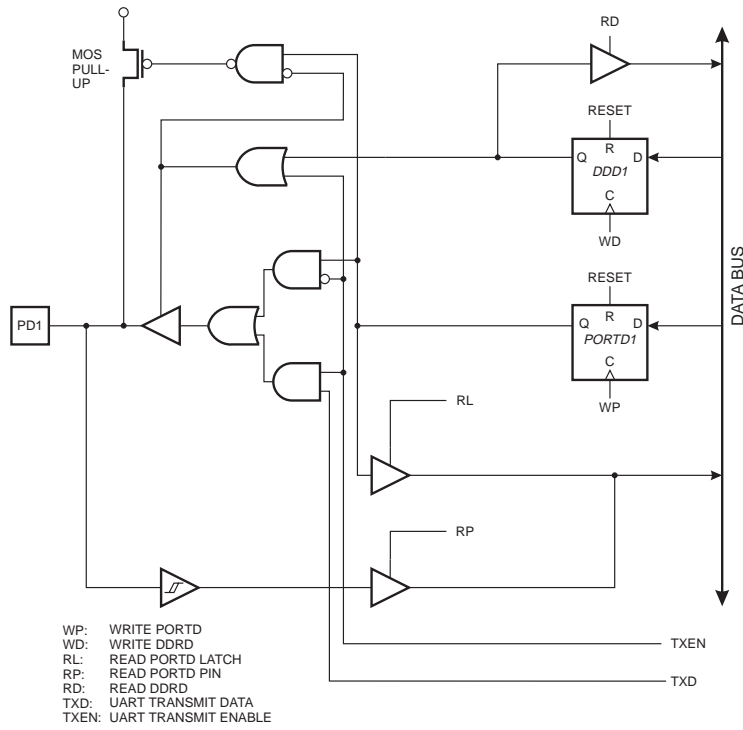 RD
MOS
PULL-
UP
RESET
R
Q
D
DDD1
C
WD
RESET
R
Q
D
PORTD1
C
WP
DATA BUS
PD1
RL
RP
WP: WRITE PORTD
WD: WRITE DDRD
RL: READ PORTD LATCH
RP: READ PORTD PIN
RD: READ DDRD
TXD: UART TRANSMIT DATA
TXEN: UART TRANSMIT ENABLE
TXEN
TXD